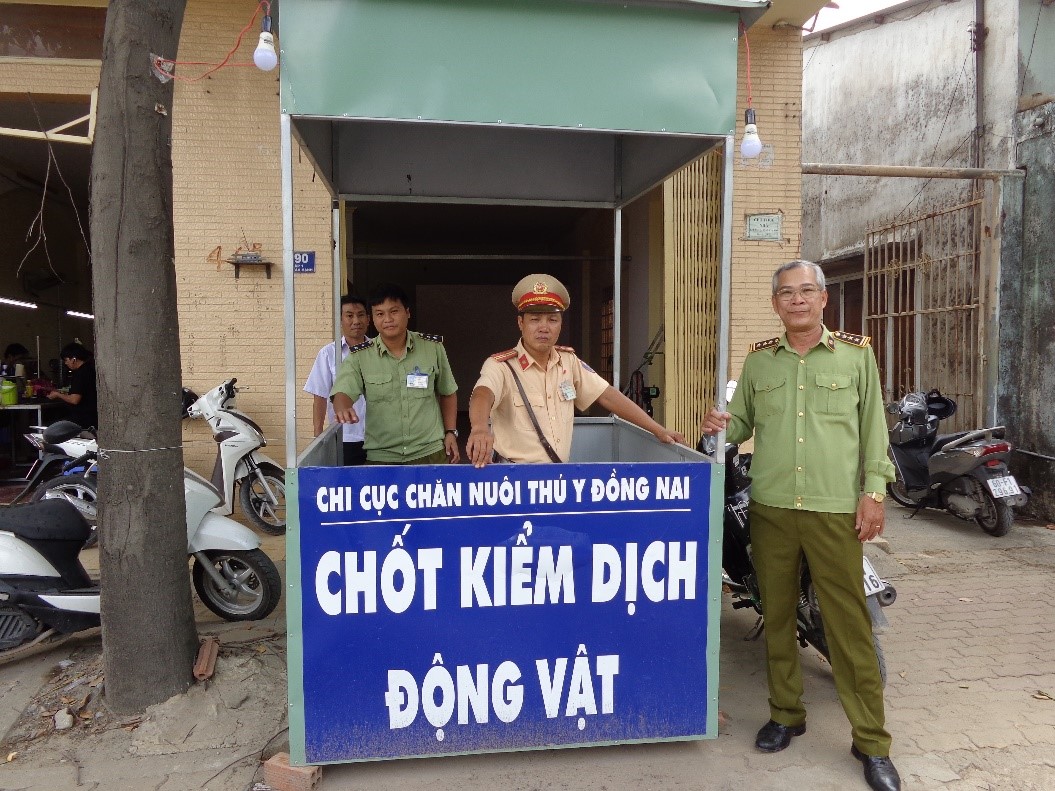 CHI CỤC CHĂN NUÔI THÚ Y ĐỒNG NAI
CHỐT KIỂM DỊCH
ĐỘNG VẬT
90